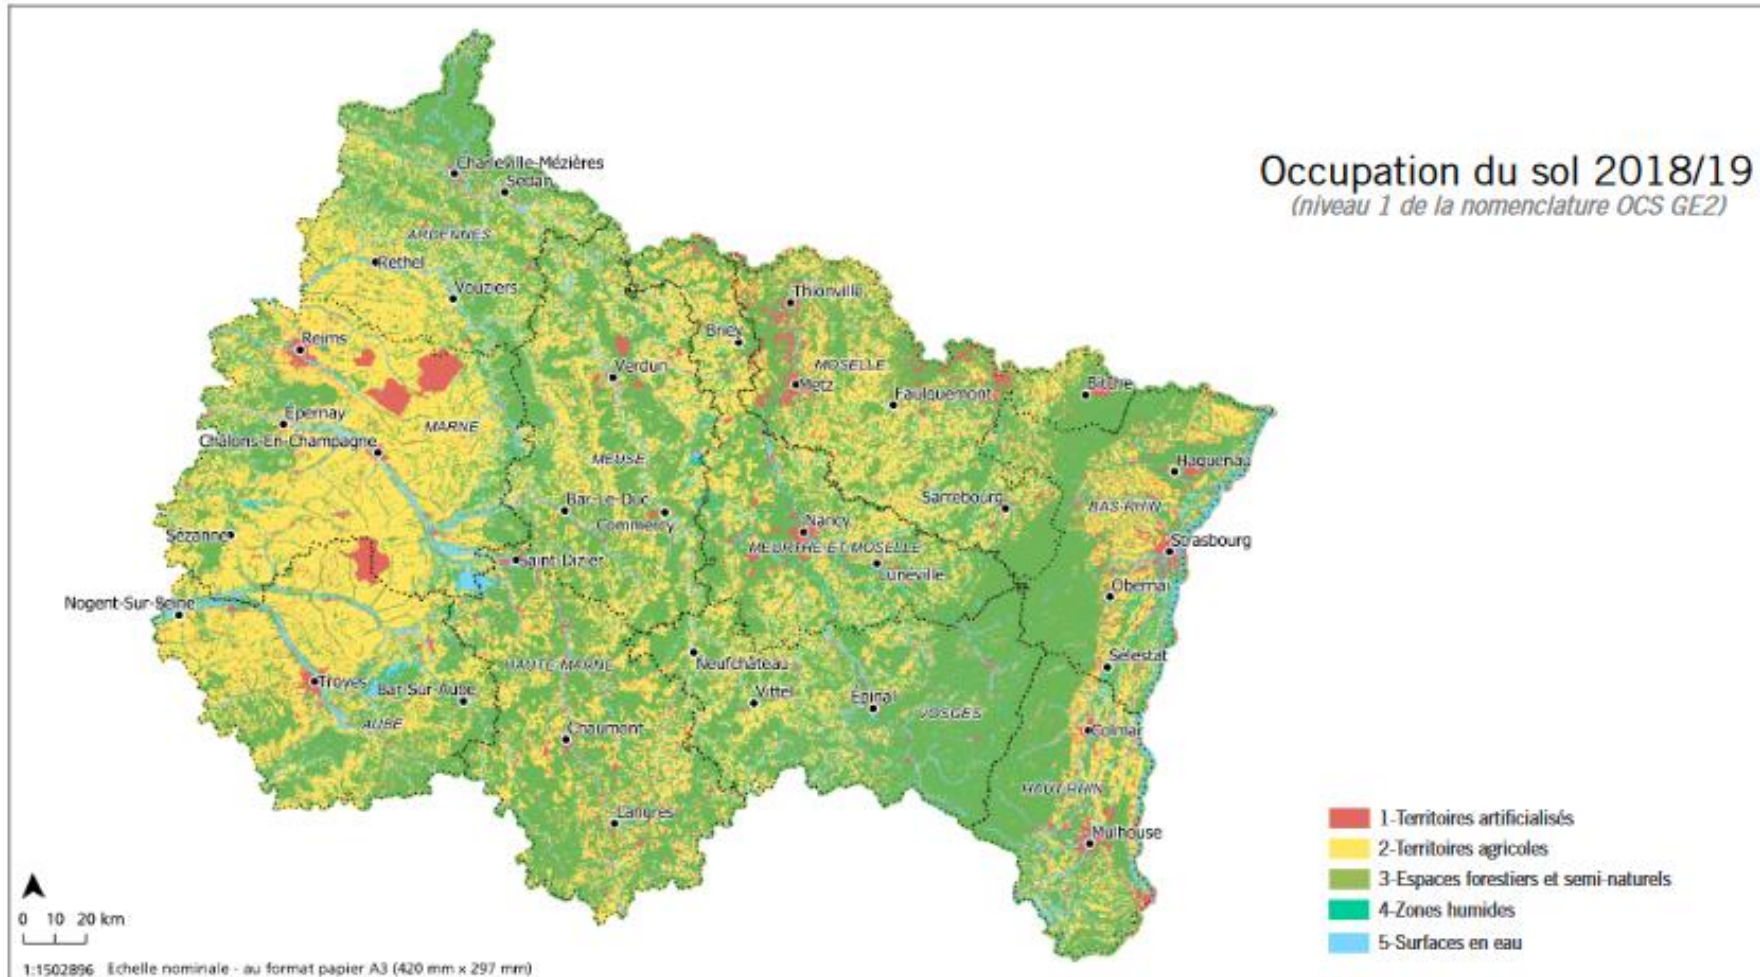 Occupation du sol 2018/19
(niveau 1 de la nomenclature OCS GE2)
Charleville-Mézières
Sedan
ARDENNES
Rethel
Vouziers
Thionville
Briey
Reims
Verdun
MOSELLE
Metz
Faulquemont
Bitche
Épernay
MARNE
Châlons-En-Champagne
MEUSE
Haguenau
Bar-Le-Duc
Commercy
Sarrebourg
BAS-RHIN
Sézanne
Nancy
MEURTHE-ET-MOSELLE
Strasbourg
Saint-Dizier
Lunéville
Obernai
Nogent-Sur-Seine
HAUTE-MARNE
Neufchâteau
Sélestat
Troyes
Bar-Sur-Aube
Vittel
Épinal
AUBE
VOSGES
Chaumont
Colmar
HAUT-RHIN
Langres
Mulhouse
1-Territoires artificialisés
2-Territoires agricoles
3-Espaces forestiers et semi-naturels
4-Zones humides
5-Surfaces en eau
0 10 20 km
1:1502896 Echelle nominale - au format papier A3 (420 mm x 297 mm)